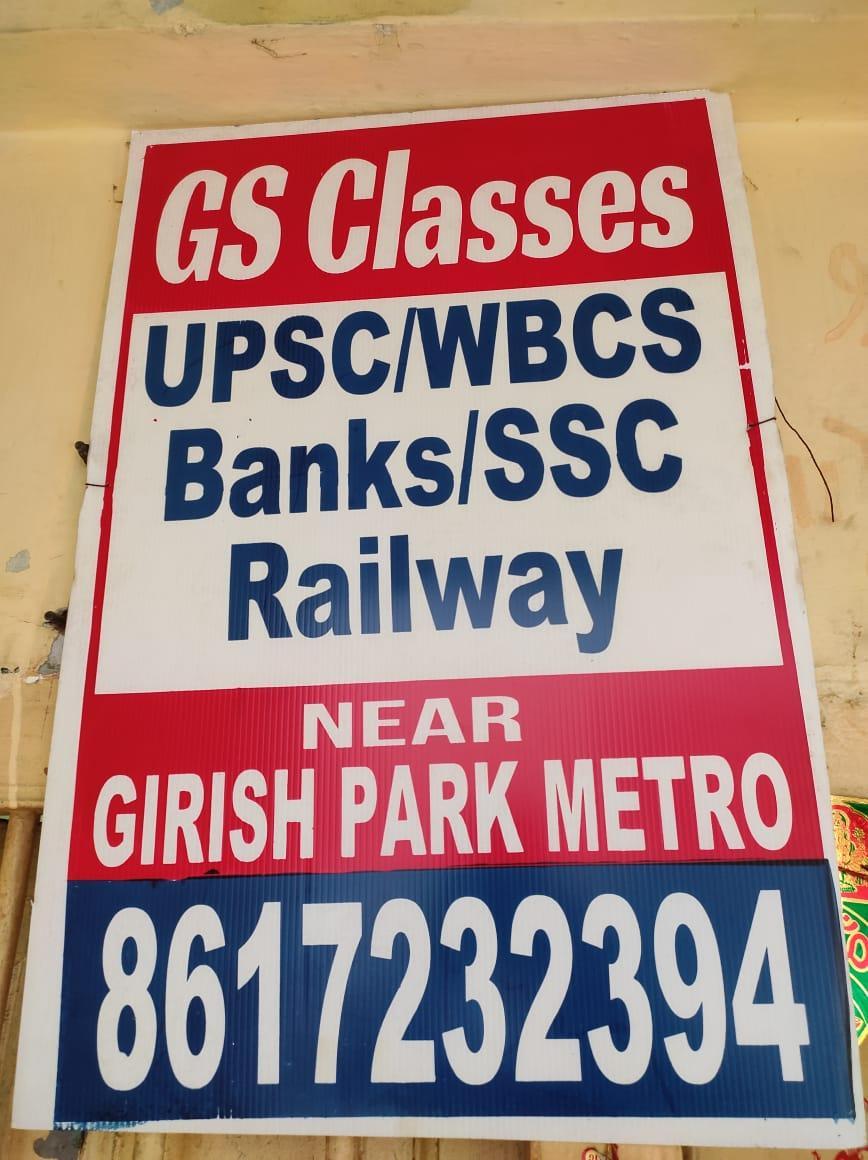 GS Classes
UPSC/WBCS
Banks/SSC
Railway
NEAR
GIRISH PARK METRO
8617232394